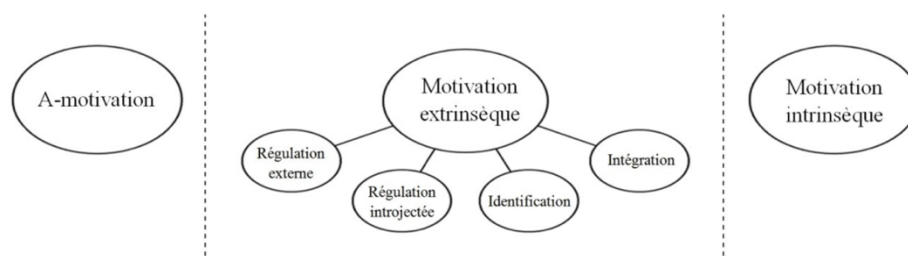 A-motivation
Motivation
extrinsèque
Motivation
intrinsèque
Régulation
externe
Régulation
introjectée
Identification
Intégration